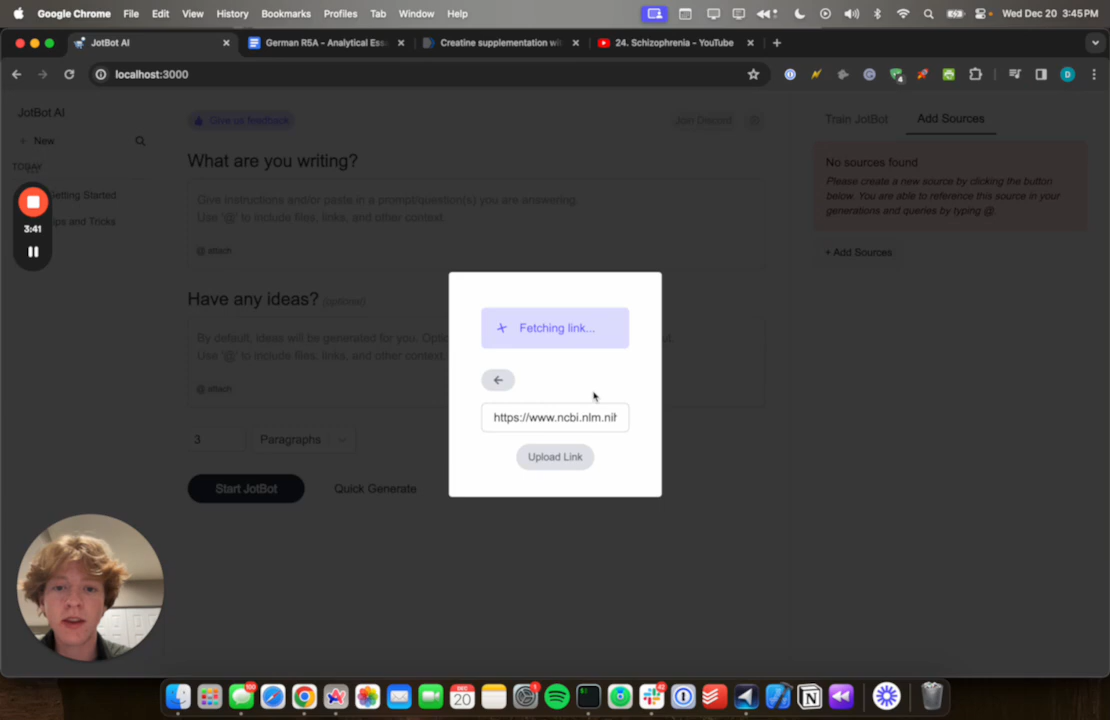 Google Chrome File Edit View History Bookmarks Profiles Tab Window Help Wed Dec 20 3:45 PM
JotBot AI German R5A – Analytical Ess Creatine supplementation wi 24. Schizophrenia – YouTube
localhost:3000
JotBot AI Give us feedback Join Discord Train JotBot Add Sources
New
What are you writing?
No sources found
TODAY
Please create a new source by clicking the button
below. You are able to reference this source in your
generations and queries by typing @.
Getting Started
Give instructions and/or paste in a prompt/question(s) you are answering.
Use '@' to include files, links, and other context.
ips and Tricks
3:41
@ attach
+ Add Sources
Have any ideas? (optional)
Fetching link...
By default, ideas will be generated for you.
Use '@' to include files, links, and other context.
@ attach
https://www.ncbi.nlm.nih
3 Paragraphs
Upload Link
Start JotBot Quick Generate